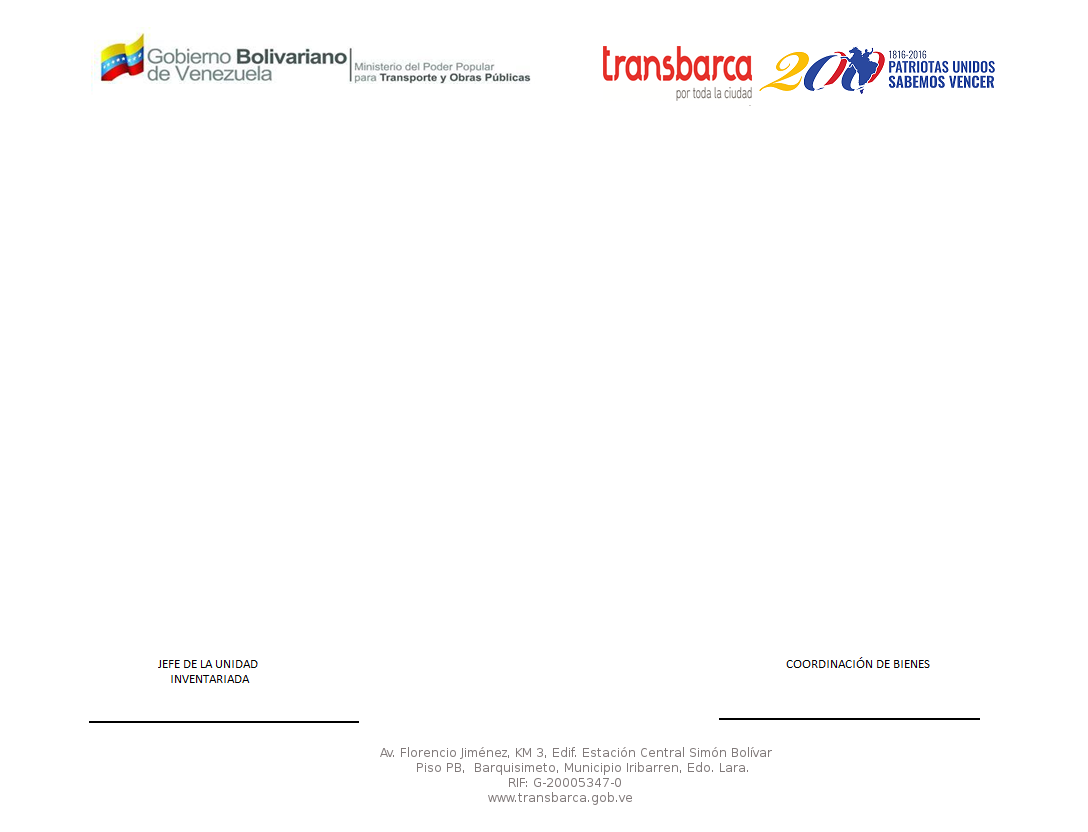 Gobierno Bolivariano
de Venezuela
Ministerio del Poder Popular
para Transporte y Obras Públicas
transbarca
por toda la ciudad
200
1816-2016
PATRIOTAS UNIDOS
SABEMOS VENCER
JEFE DE LA UNIDAD
INVENTARIADA
COORDINACIÓN DE BIENES
Av. Florencio Jiménez, KM 3, Edif. Estación Central Simón Bolívar
Piso PB, Barquisimeto, Municipio Iribarren, Edo. Lara.
RIF: G-20005347-0
www.transbarca.gob.ve